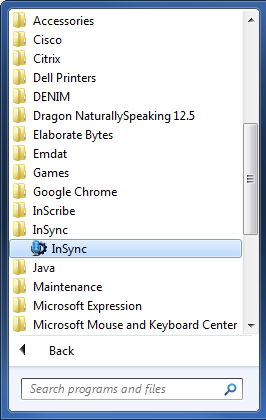 Accessories
Cisco
Citrix
Dell Printers
DENIM
Dragon NaturallySpeaking 12.5
Elaborate Bytes
Emdat
Games
Google Chrome
InScribe
InSync
InSync
Java
Maintenance
Microsoft Expression
Microsoft Mouse and Keyboard Center
Back
Search programs and files